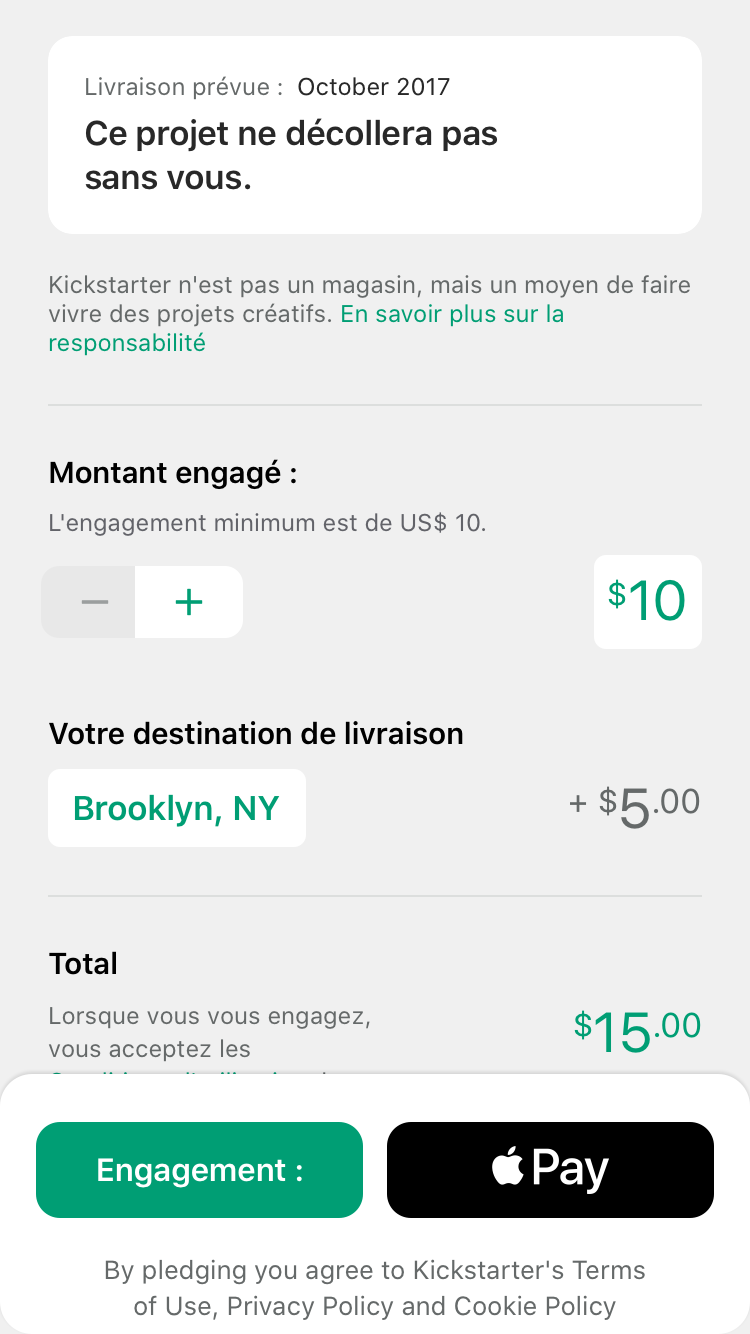 Livraison prévue : October 2017
Ce projet ne décollera pas
sans vous.
Kickstarter n'est pas un magasin, mais un moyen de faire
vivre des projets créatifs. En savoir plus sur la
responsabilité
Montant engagé :
L'engagement minimum est de US$ 10.
− +
$10
Votre destination de livraison
Brooklyn, NY
+ $5.00
Total
Lorsque vous vous engagez,
vous acceptez les
$15.00
Engagement :
Pay
By pledging you agree to Kickstarter's Terms
of Use, Privacy Policy and Cookie Policy